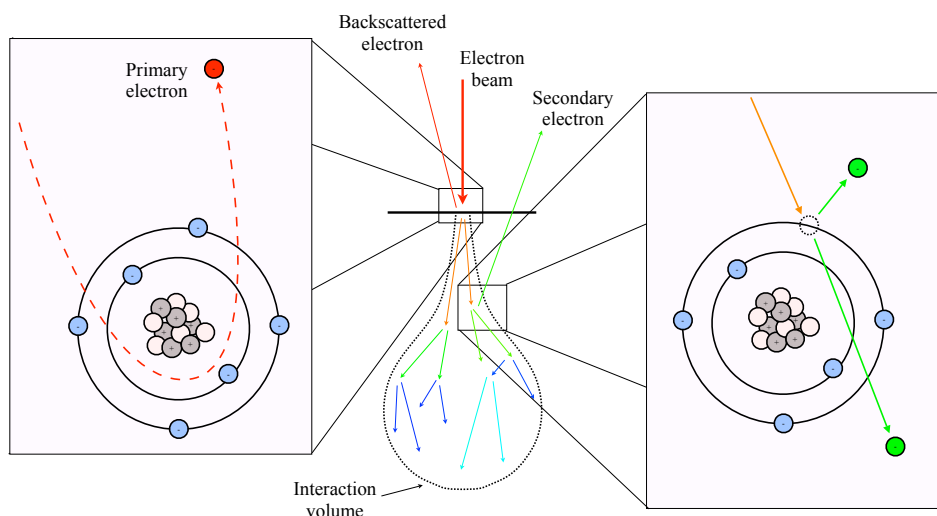 Backscattered
electron
Electron
beam
Primary
electron
Secondary
electron
Interaction
volume